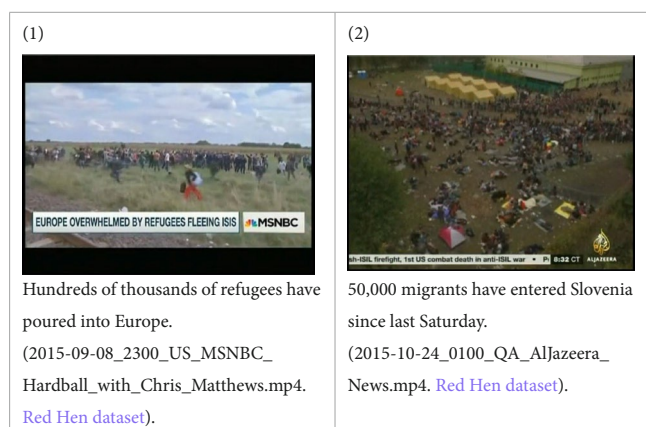 (1)
EUROPE OVERWHELMED BY REFUGEES FLEEING ISIS MSNBC
Hundreds of thousands of refugees have
poured into Europe.
(2015-09-08_2300_US_MSNBC_
Hardball_with_Chris_Matthews.mp4.
Red Hen dataset).
(2)
sh-ISIL firefight, 1st US combat death in anti-ISIL war • P 8:32 CT ALJAZEERA
50,000 migrants have entered Slovenia
since last Saturday.
(2015-10-24_0100_QA_AlJazeera_
News.mp4. Red Hen dataset).